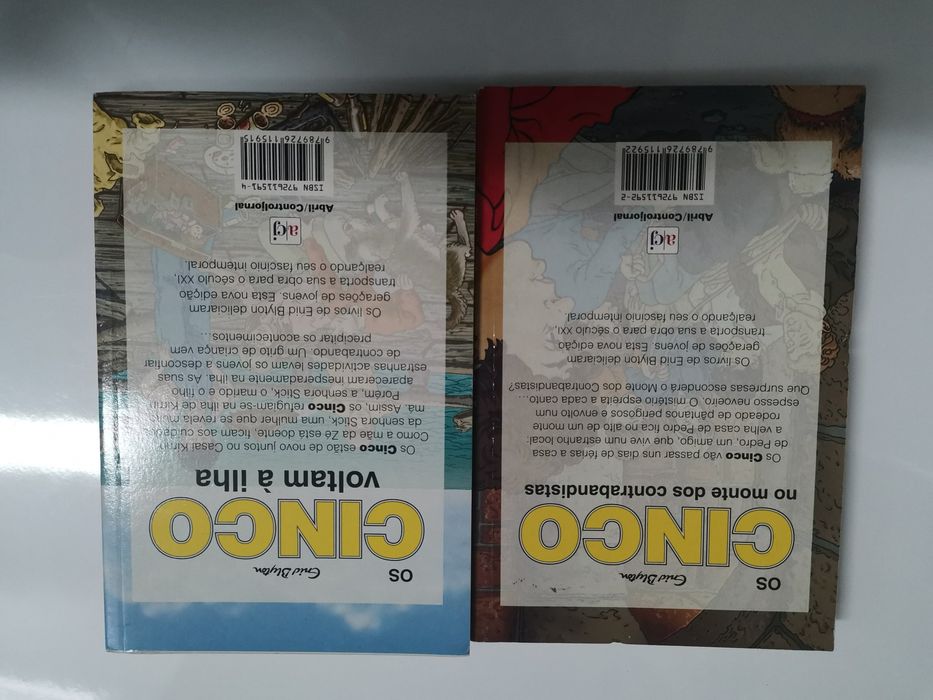 Enid Blyton
OS
CINCO
voltam à ilha
Os Cinco estão de novo juntos no Casal Kirrin.
Como a mãe da Zé está doente, ficam aos cuidados
da senhora Stick, uma mulher que se revela muito
má. Assim, os Cinco refugiam-se na ilha de Kirrin.
Porém, a senhora Stick, o marido e o filho
aparecem inesperadamente na ilha. As suas
estranhas actividades levam os jovens a desconfiar
de contrabando. Um grito de criança vem
precipitar os acontecimentos...
Os livros de Enid Blyton deliciaram
gerações de jovens. Esta nova edição
transporta a sua obra para o século XXI,
realçando o seu fascínio intemporal.
a|cj
Abril/Controljornal
ISBN 972611591-4
9 789726 115915
Enid Blyton
OS
CINCO
no monte dos contrabandistas
Os Cinco vão passar uns dias de férias a casa
de Pedro, um amigo, que vive num estranho local:
a velha casa de Pedro fica no alto de um monte
rodeado de pântanos perigosos e envolto num
espesso nevoeiro. O mistério espreita a cada canto...
Que surpresas esconderá o Monte dos Contrabandistas?
Os livros de Enid Blyton deliciaram
gerações de jovens. Esta nova edição
transporta a sua obra para o século XXI,
realçando o seu fascínio intemporal.
a|cj
Abril/Controljornal
ISBN 972611592-2
9 789726 115922